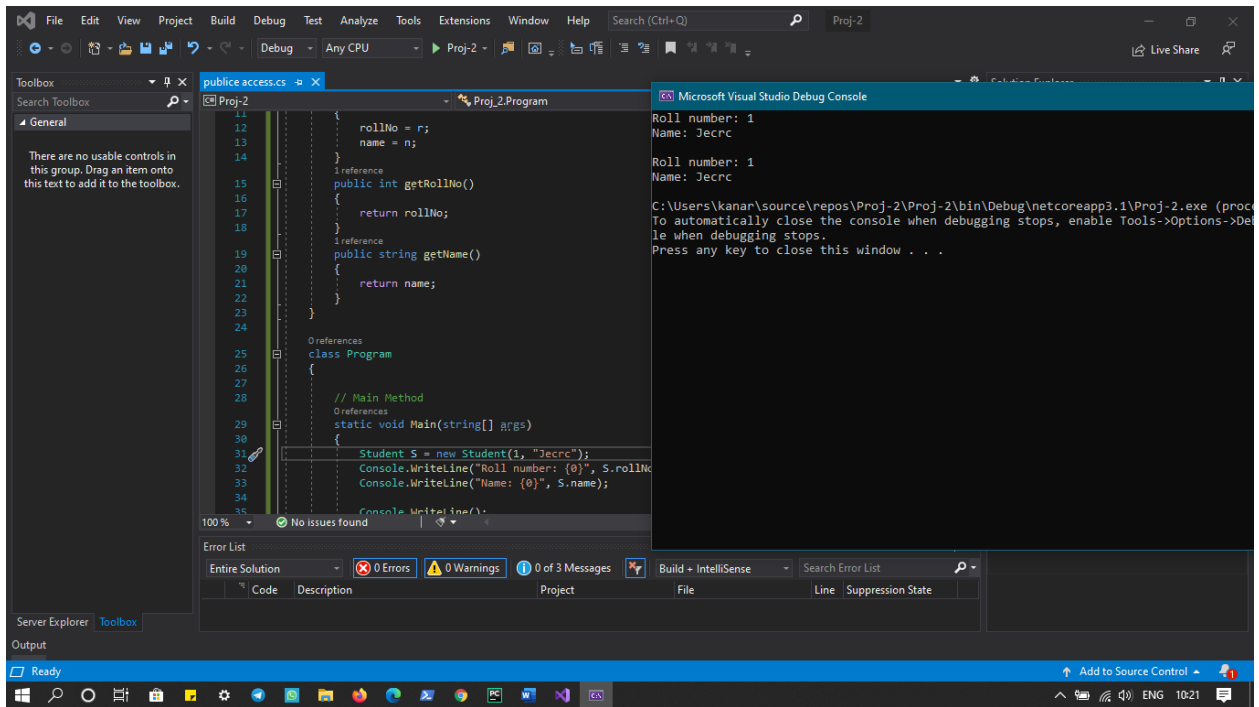 File Edit View Project Build Debug Test Analyze Tools Extensions Window Help Search (Ctrl+Q) Proj-2
Debug Any CPU Proj-2 Live Share
Toolbox
Search Toolbox
General
There are no usable controls in
this group. Drag an item onto
this text to add it to the toolbox.
Server Explorer Toolbox
publice access.cs
Proj-2 Proj_2.Program
11 {
12 rollNo = r;
13 name = n;
14 }
1 reference
15 public int getRollNo()
16 {
17 return rollNo;
18 }
1 reference
19 public string getName()
20 {
21 return name;
22 }
23 }
24
0 references
25 class Program
26 {
27
28 // Main Method
0 references
29 static void Main(string[] args)
30 {
31 Student S = new Student(1, "Jecrc");
32 Console.WriteLine("Roll number: {0}", S.rollNo
33 Console.WriteLine("Name: {0}", S.name);
34
35 Console.WriteLine();
100 % No issues found
Solution Explorer
Microsoft Visual Studio Debug Console
Roll number: 1
Name: Jecrc
Roll number: 1
Name: Jecrc
C:\Users\kanar\source\repos\Proj-2\Proj-2\bin\Debug\netcoreapp3.1\Proj-2.exe (proce
To automatically close the console when debugging stops, enable Tools->Options->Deb
le when debugging stops.
Press any key to close this window . . .
Error List
Entire Solution 0 Errors 0 Warnings 0 of 3 Messages Build + IntelliSense Search Error List
Code Description Project File Line Suppression State
Output
Ready Add to Source Control 1
ENG 10:21